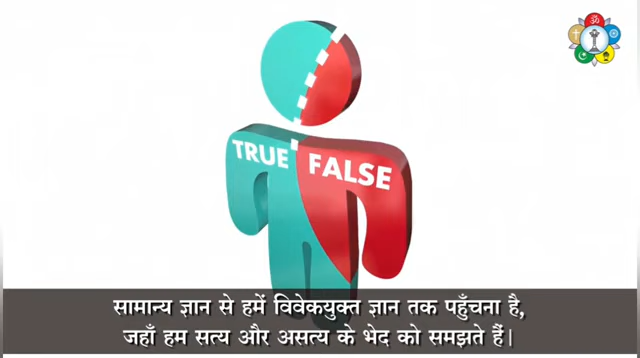 TRUE FALSE
सामान्य ज्ञान से हमें विवेकयुक्त ज्ञान तक पहुँचना है,
जहाँ हम सत्य और असत्य के भेद को समझते हैं।